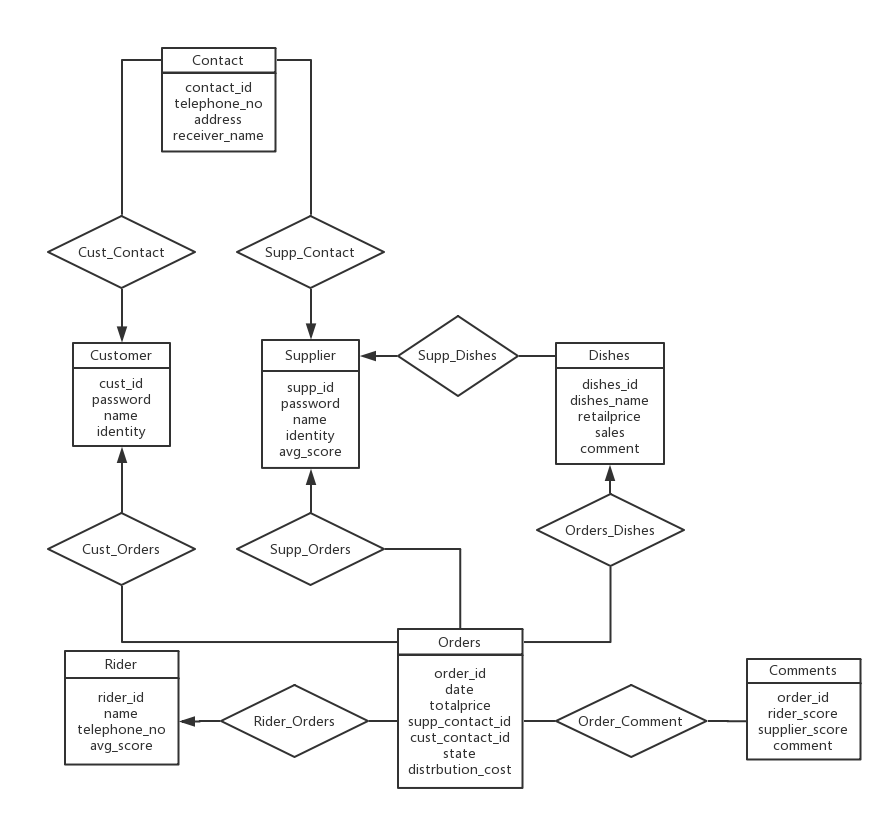 Contact
contact_id
telephone_no
address
receiver_name
Cust_Contact
Supp_Contact
Customer
cust_id
password
name
identity
Supplier
supp_id
password
name
identity
avg_score
Supp_Dishes
Dishes
dishes_id
dishes_name
retailprice
sales
comment
Cust_Orders
Supp_Orders
Orders_Dishes
Rider
rider_id
name
telephone_no
avg_score
Rider_Orders
Orders
order_id
date
totalprice
supp_contact_id
cust_contact_id
state
distrbution_cost
Order_Comment
Comments
order_id
rider_score
supplier_score
comment